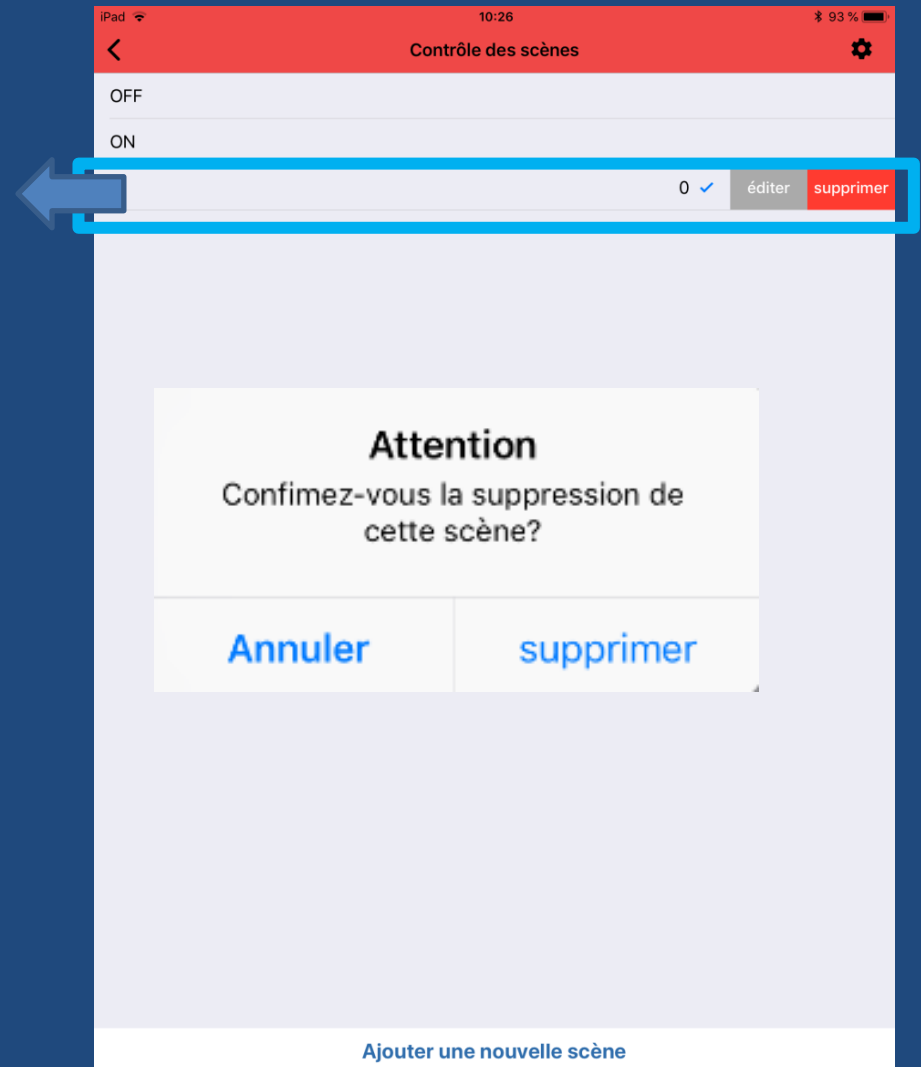 iPad 10:26 93 %
Contrôle des scènes
OFF
ON
0 éditer supprimer
Attention
Confimez-vous la suppression de
cette scène?
Annuler supprimer
Ajouter une nouvelle scène